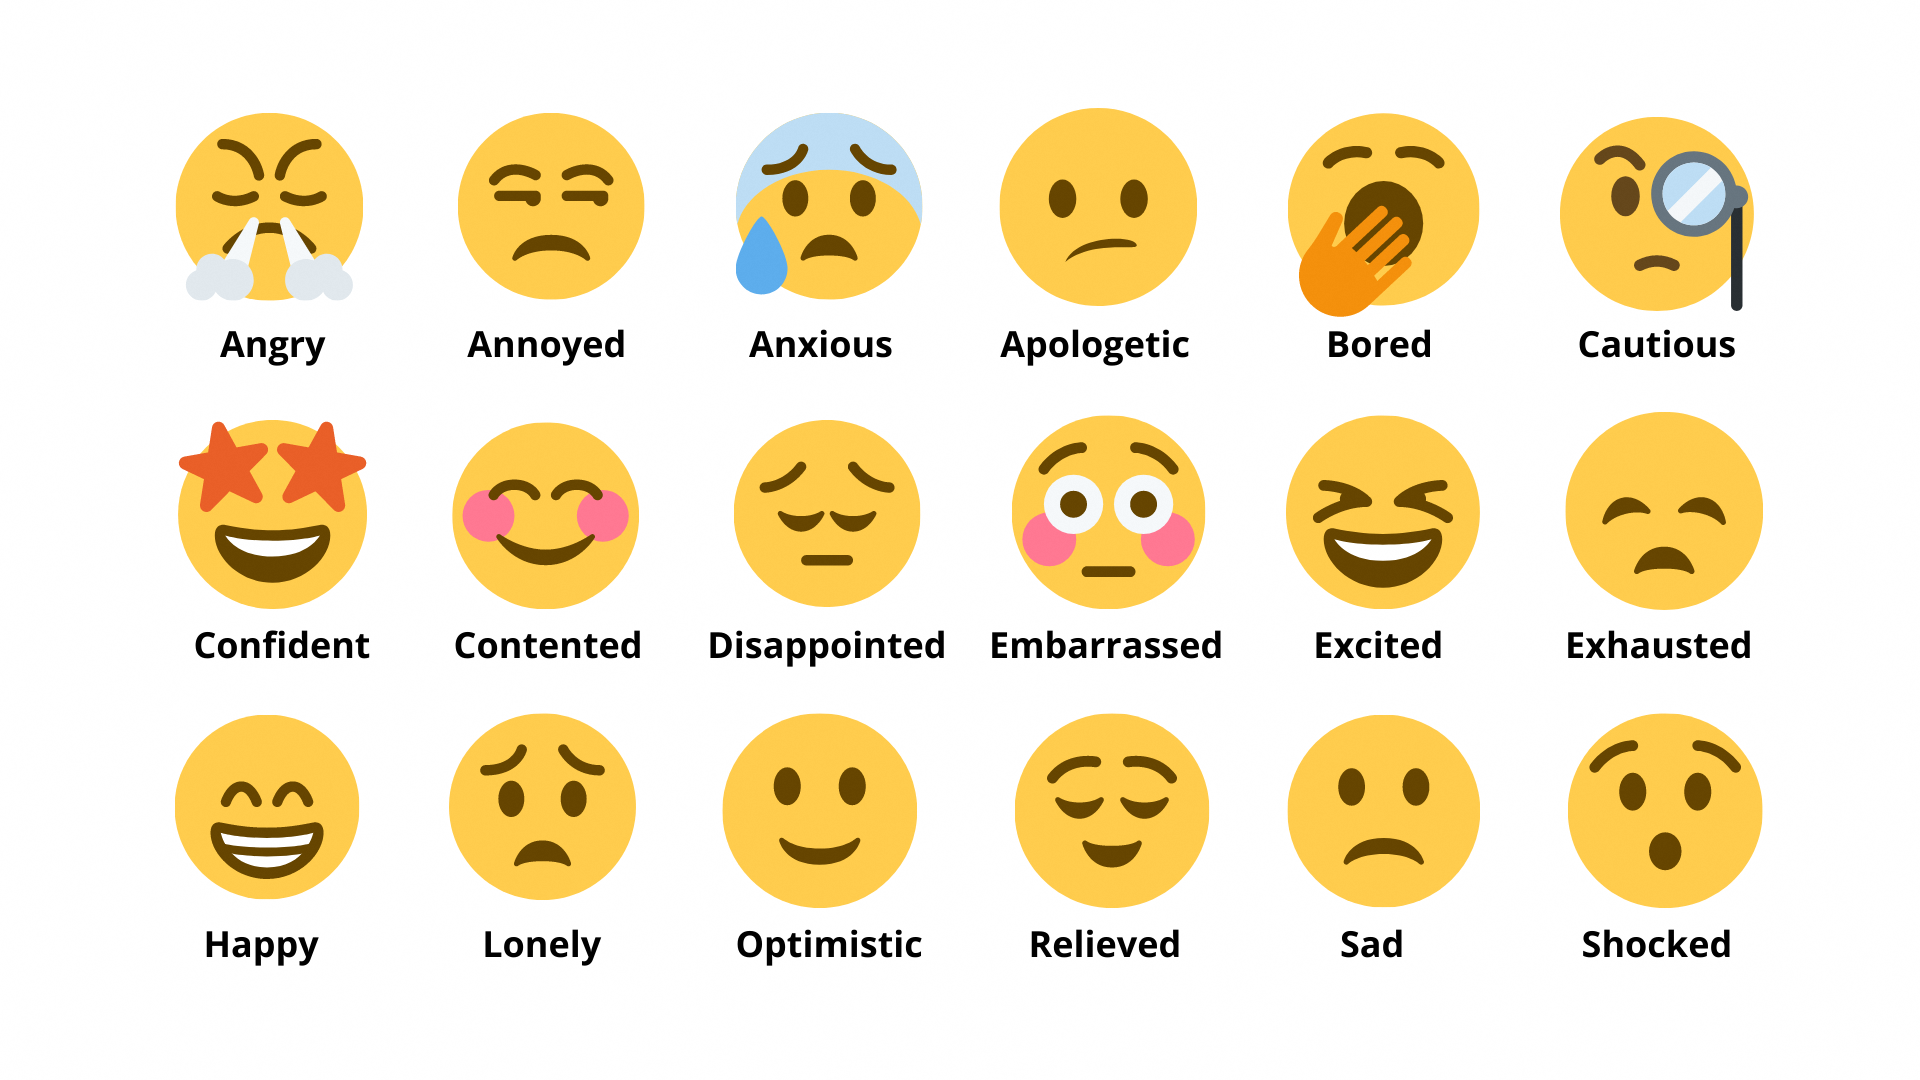 Angry Annoyed Anxious Apologetic Bored Cautious
Confident Contented Disappointed Embarrassed Excited Exhausted
Happy Lonely Optimistic Relieved Sad Shocked